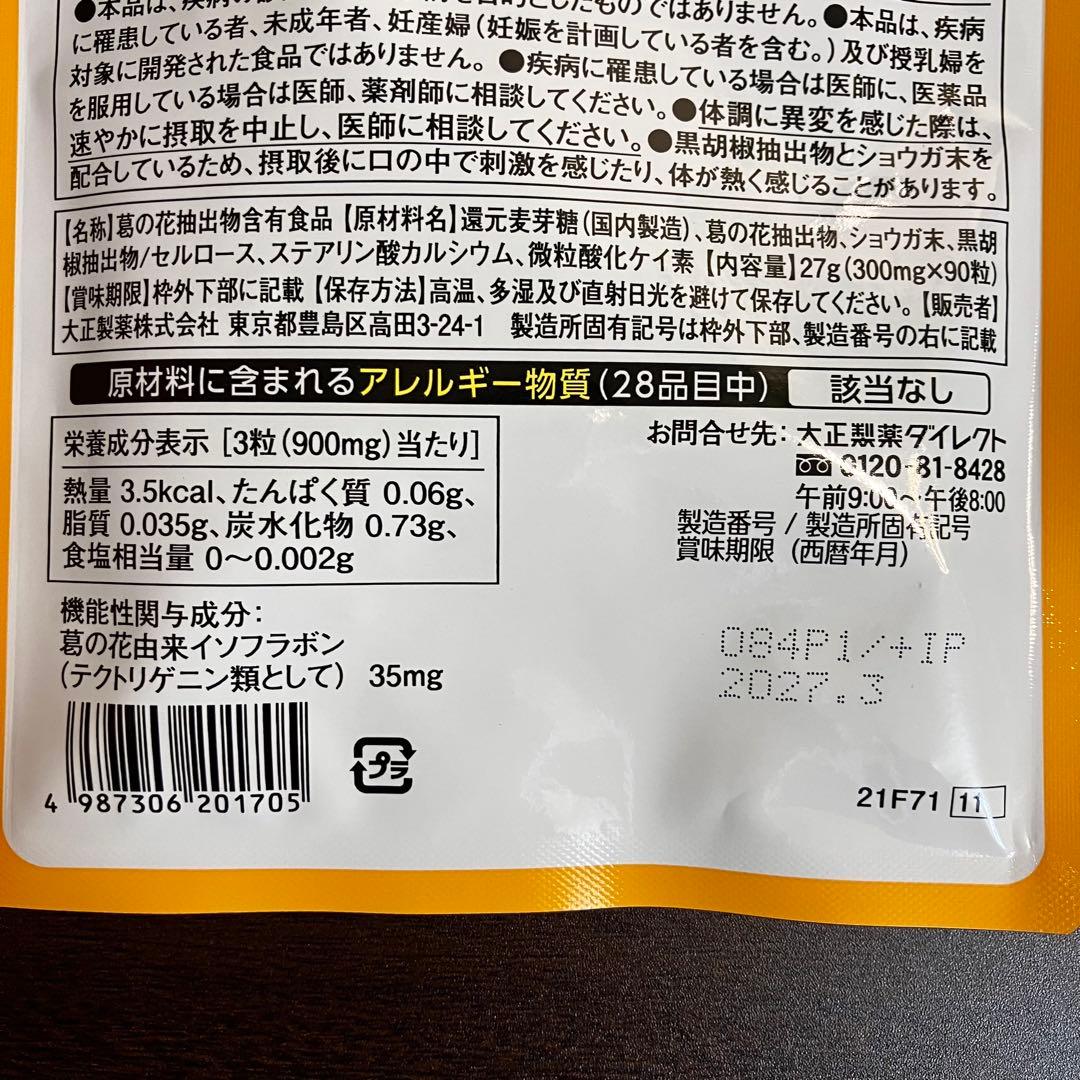 ●本品は、疾病の
を目的としたものではありません。●本品は、疾病
に罹患している者、未成年者、妊産婦(妊娠を計画している者を含む。)及び授乳婦を
対象に開発された食品ではありません。●疾病に罹患している場合は医師に、医薬品
を服用している場合は医師、薬剤師に相談してください。●体調に異変を感じた際は、
速やかに摂取を中止し、医師に相談してください。●黒胡椒抽出物とショウガ末を
配合しているため、摂取後に口の中で刺激を感じたり、体が熱く感じることがあります。
【名称】葛の花抽出物含有食品【原材料名】還元麦芽糖(国内製造)、葛の花抽出物、ショウガ末、黒胡
椒抽出物/セルロース、ステアリン酸カルシウム、微粒酸化ケイ素【内容量】27g(300mg×90粒)
【賞味期限】枠外下部に記載【保存方法】高温、多湿及び直射日光を避けて保存してください。【販売者】
大正製薬株式会社 東京都豊島区高田3-24-1 製造所固有記号は枠外下部、製造番号の右に記載
原材料に含まれるアレルギー物質(28品目中) 該当なし
栄養成分表示 [3粒(900mg)当たり]
熱量 3.5kcal、たんぱく質 0.06g、
脂質 0.035g、炭水化物 0.73g、
食塩相当量 0〜0.002g
機能性関与成分:
葛の花由来イソフラボン
(テクトリゲニン類として) 35mg
お問合せ先: 大正製薬ダイレクト
0120-81-8428
午前9:00〜午後8:00
製造番号 / 製造所固有記号
賞味期限 (西暦年月)
084P1/+IP
2027.3
4 987306 201705
プラ
21F71 11